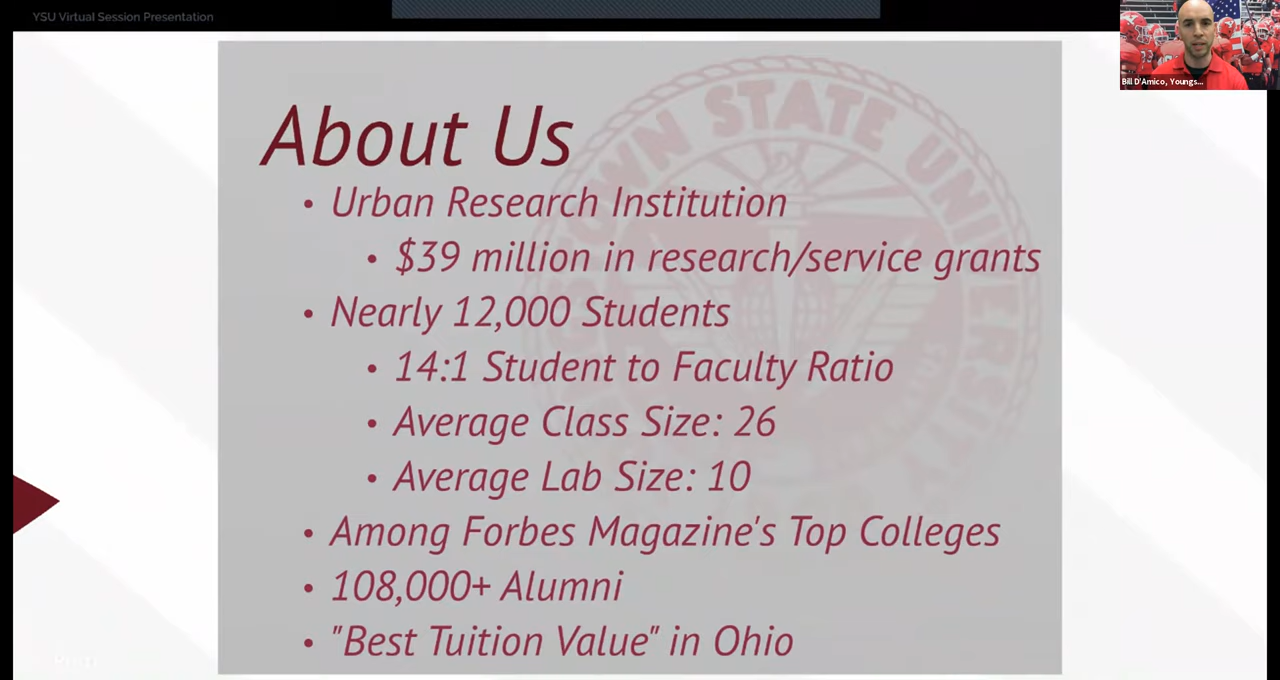 YSU Virtual Session Presentation
Bill D'Amico, Youngs...
About Us
• Urban Research Institution
• $39 million in research/service grants
• Nearly 12,000 Students
• 14:1 Student to Faculty Ratio
• Average Class Size: 26
• Average Lab Size: 10
• Among Forbes Magazine's Top Colleges
• 108,000+ Alumni
• "Best Tuition Value" in Ohio
STATE UNIVERSITY